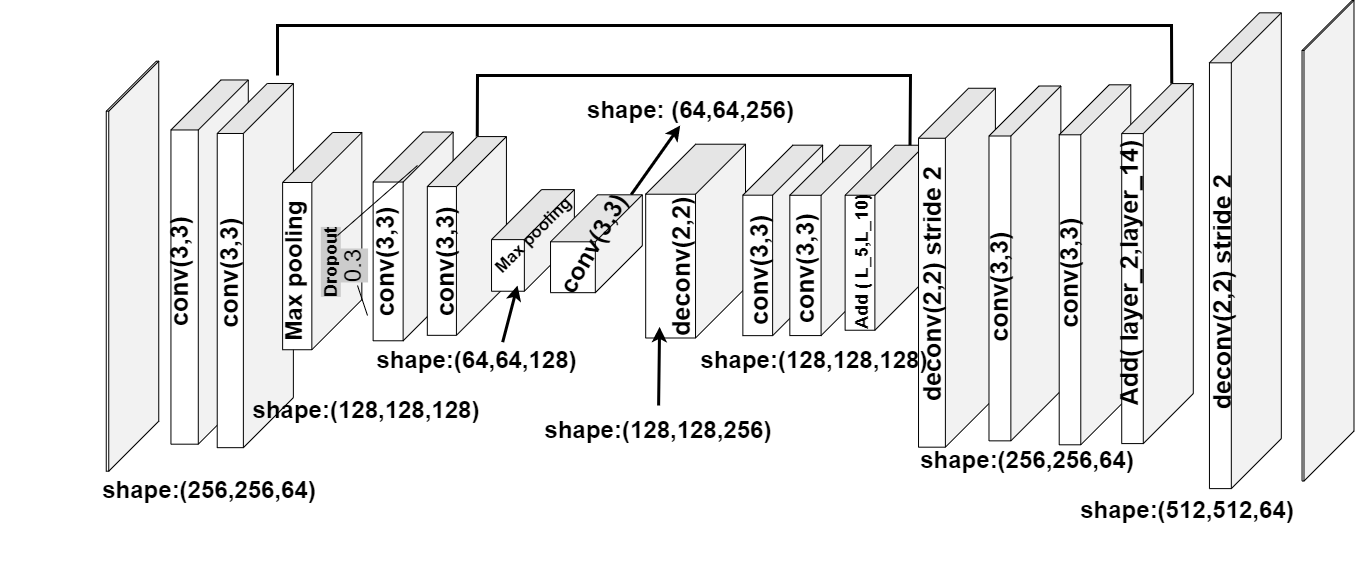 conv(3,3)
conv(3,3)
Max pooling
Dropout
0.3
conv(3,3)
conv(3,3)
Max pooling
conv(3,3)
shape: (64,64,256)
deconv(2,2)
conv(3,3)
conv(3,3)
Add ( L_5,L_10)
deconv(2,2) stride 2
conv(3,3)
conv(3,3)
Add( layer_2,layer_14)
deconv(2,2) stride 2
shape:(64,64,128)
shape:(128,128,128)
shape:(128,128,128)
shape:(128,128,256)
shape:(256,256,64)
shape:(256,256,64)
shape:(512,512,64)